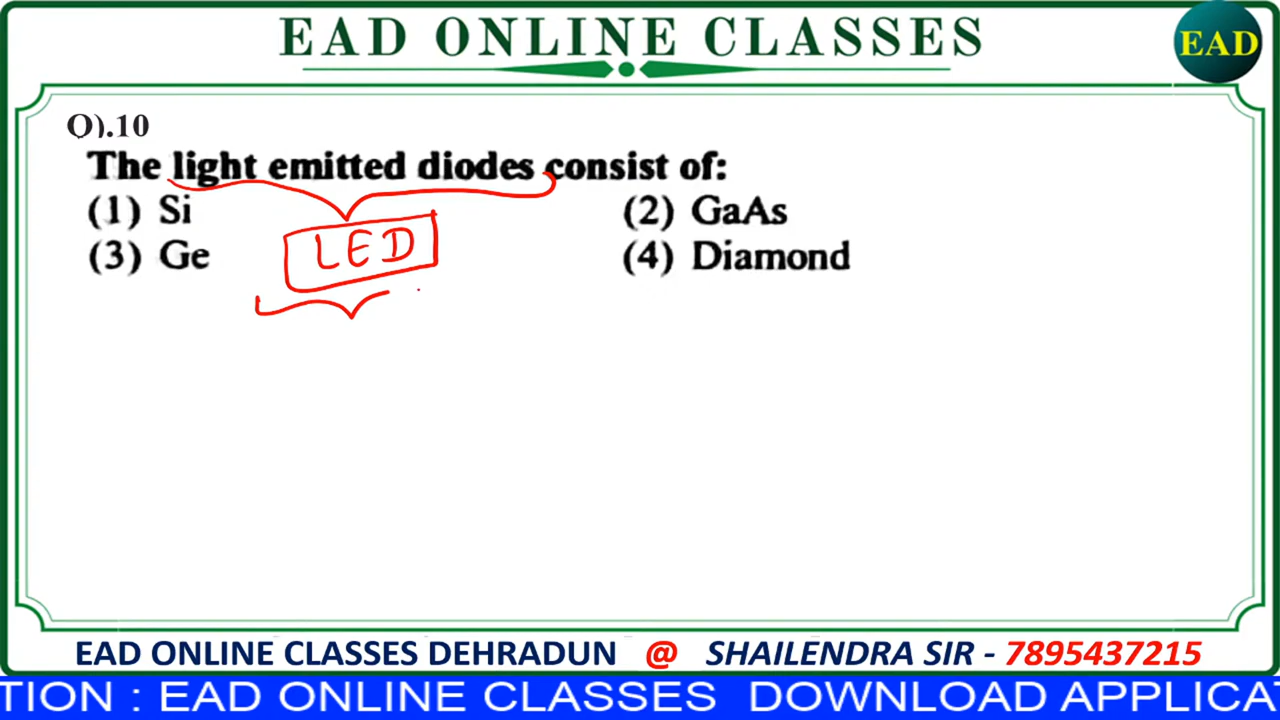 EAD ONLINE CLASSES
EAD
Q).10
The light emitted diodes consist of:
(1) Si
(2) GaAs
(3) Ge
(4) Diamond
LED
EAD ONLINE CLASSES DEHRADUN @ SHAILENDRA SIR - 7895437215
TION : EAD ONLINE CLASSES DOWNLOAD APPLICAT